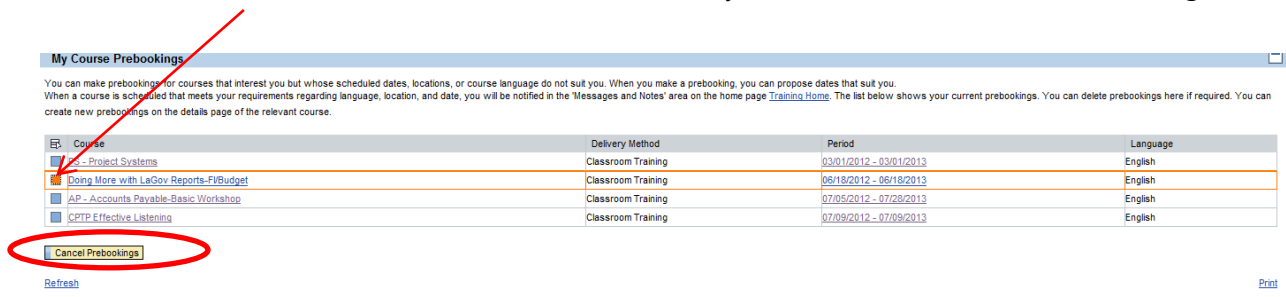 My Course Prebookings
You can make prebookings for courses that interest you but whose scheduled dates, locations, or course language do not suit you. When you make a prebooking, you can propose dates that suit you.
When a course is scheduled that meets your requirements regarding language, location, and date, you will be notified in the 'Messages and Notes' area on the home page Training Home. The list below shows your current prebookings. You can delete prebookings here if required. You can
create new prebookings on the details page of the relevant course.
Course Delivery Method Period Language
PS - Project Systems Classroom Training 03/01/2012 - 03/01/2013 English
Doing More with LaGov Reports-FI/Budget Classroom Training 06/18/2012 - 06/18/2013 English
AP - Accounts Payable-Basic Workshop Classroom Training 07/05/2012 - 07/28/2013 English
CPTP Effective Listening Classroom Training 07/09/2012 - 07/09/2013 English
Cancel Prebookings
Refresh Print